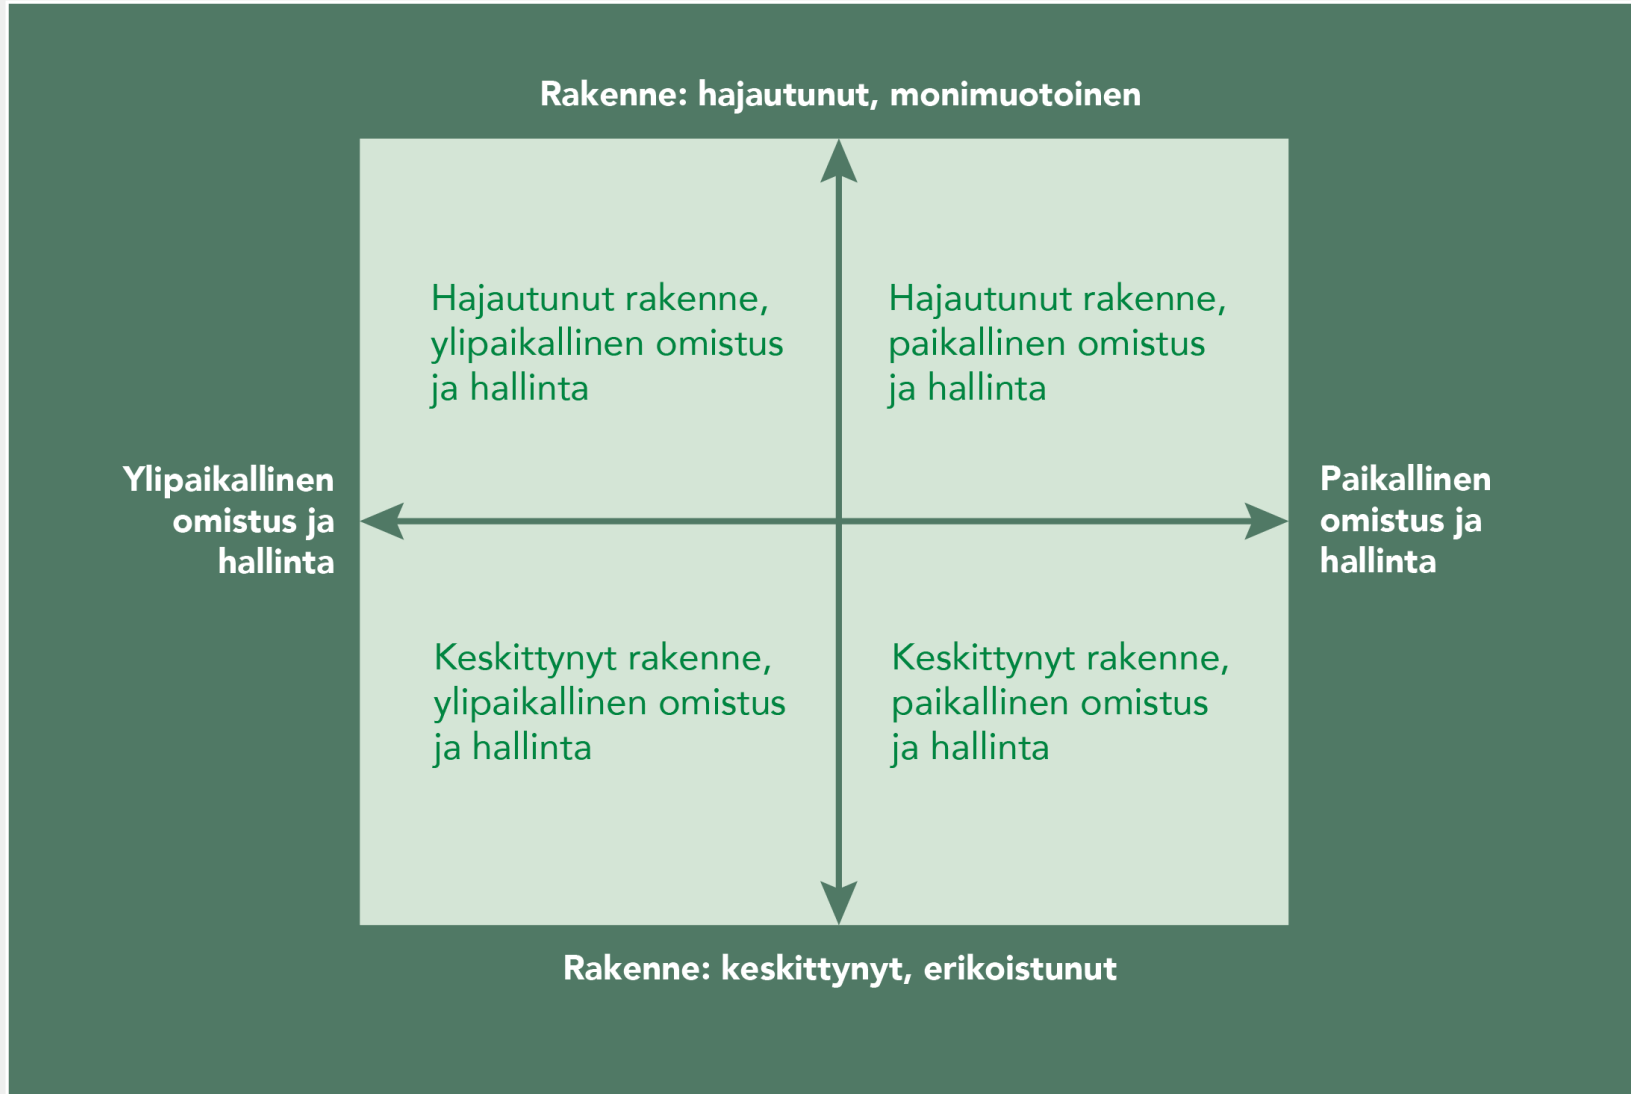 Rakenne: hajautunut, monimuotoinen
Hajautunut rakenne,
ylipaikallinen omistus
ja hallinta
Hajautunut rakenne,
paikallinen omistus
ja hallinta
Ylipaikallinen
omistus ja
hallinta
Paikallinen
omistus ja
hallinta
Keskittynyt rakenne,
ylipaikallinen omistus
ja hallinta
Keskittynyt rakenne,
paikallinen omistus
ja hallinta
Rakenne: keskittynyt, erikoistunut